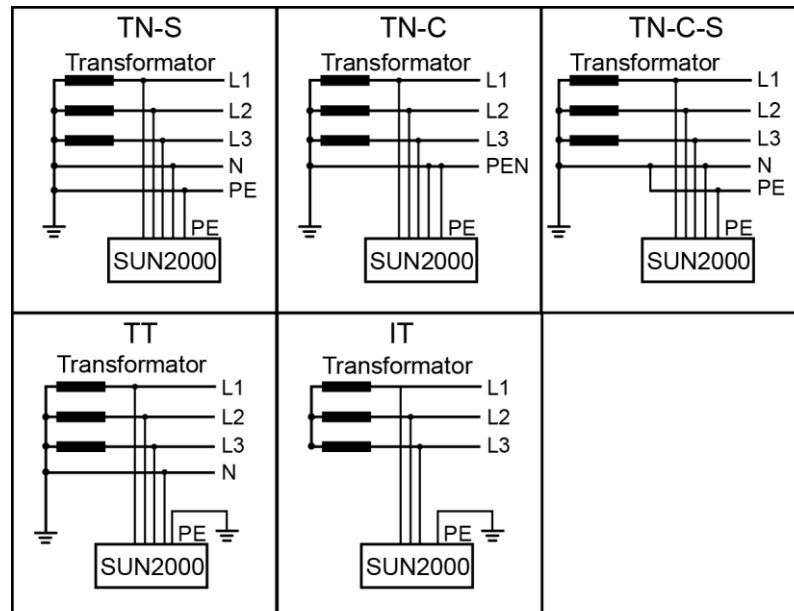 TN-S
Transformator
L1
L2
L3
N
PE
PE
SUN2000
TN-C
Transformator
L1
L2
L3
PEN
PE
SUN2000
TN-C-S
Transformator
L1
L2
L3
N
PE
PE
SUN2000
TT
Transformator
L1
L2
L3
N
PE
SUN2000
IT
Transformator
L1
L2
L3
PE
SUN2000